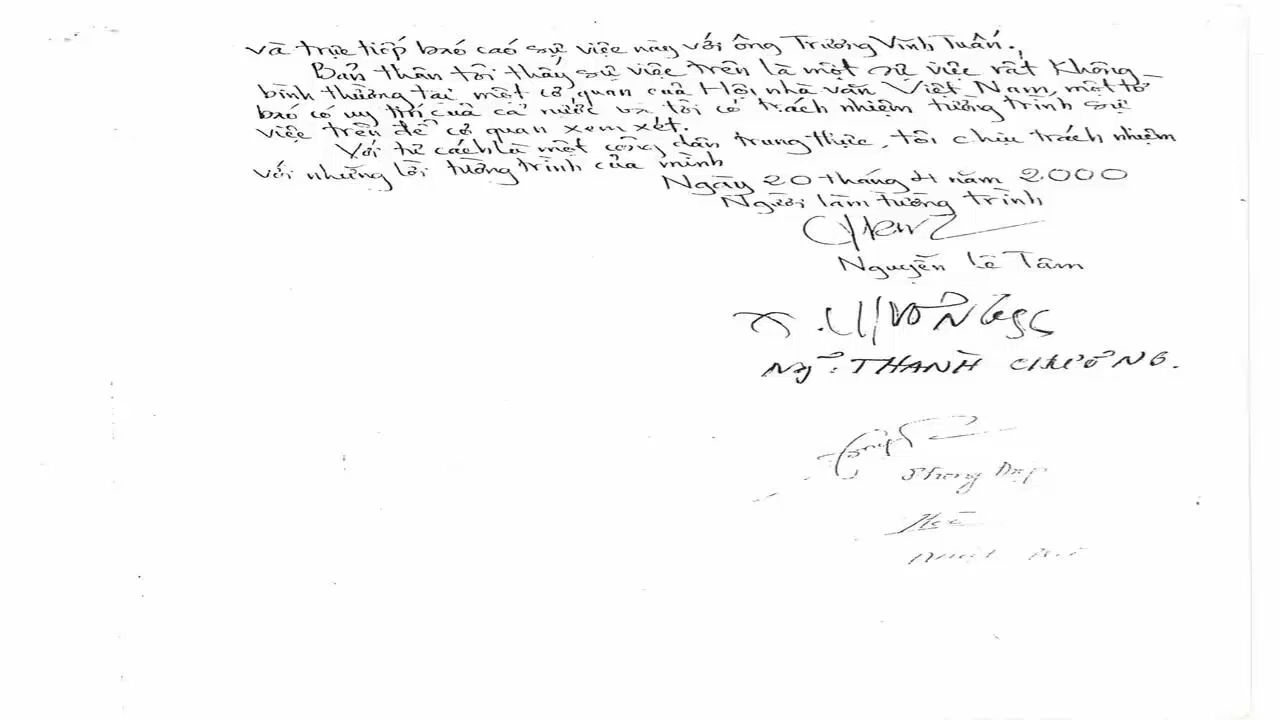 và trực tiếp báo cáo sự việc này với ông Trương Vĩnh Tuấn.,
Bản thân tôi thấy sự việc trên là một sự việc rất không
bình thường tại một cơ quan của Hội nhà văn Việt Nam, một tờ
báo có uy tín của cả nước và tôi có trách nhiệm tường trình sự
việc trên để cơ quan xem xét.
Với tư cách là một công dân trung thực, tôi chịu trách nhiệm
với những lời tường trình của mình
Ngày 20 tháng 4 năm 2000
Người làm tường trình
Nguyễn Lê Tâm
THÀNH CHƯƠNG.
Phong Điệp